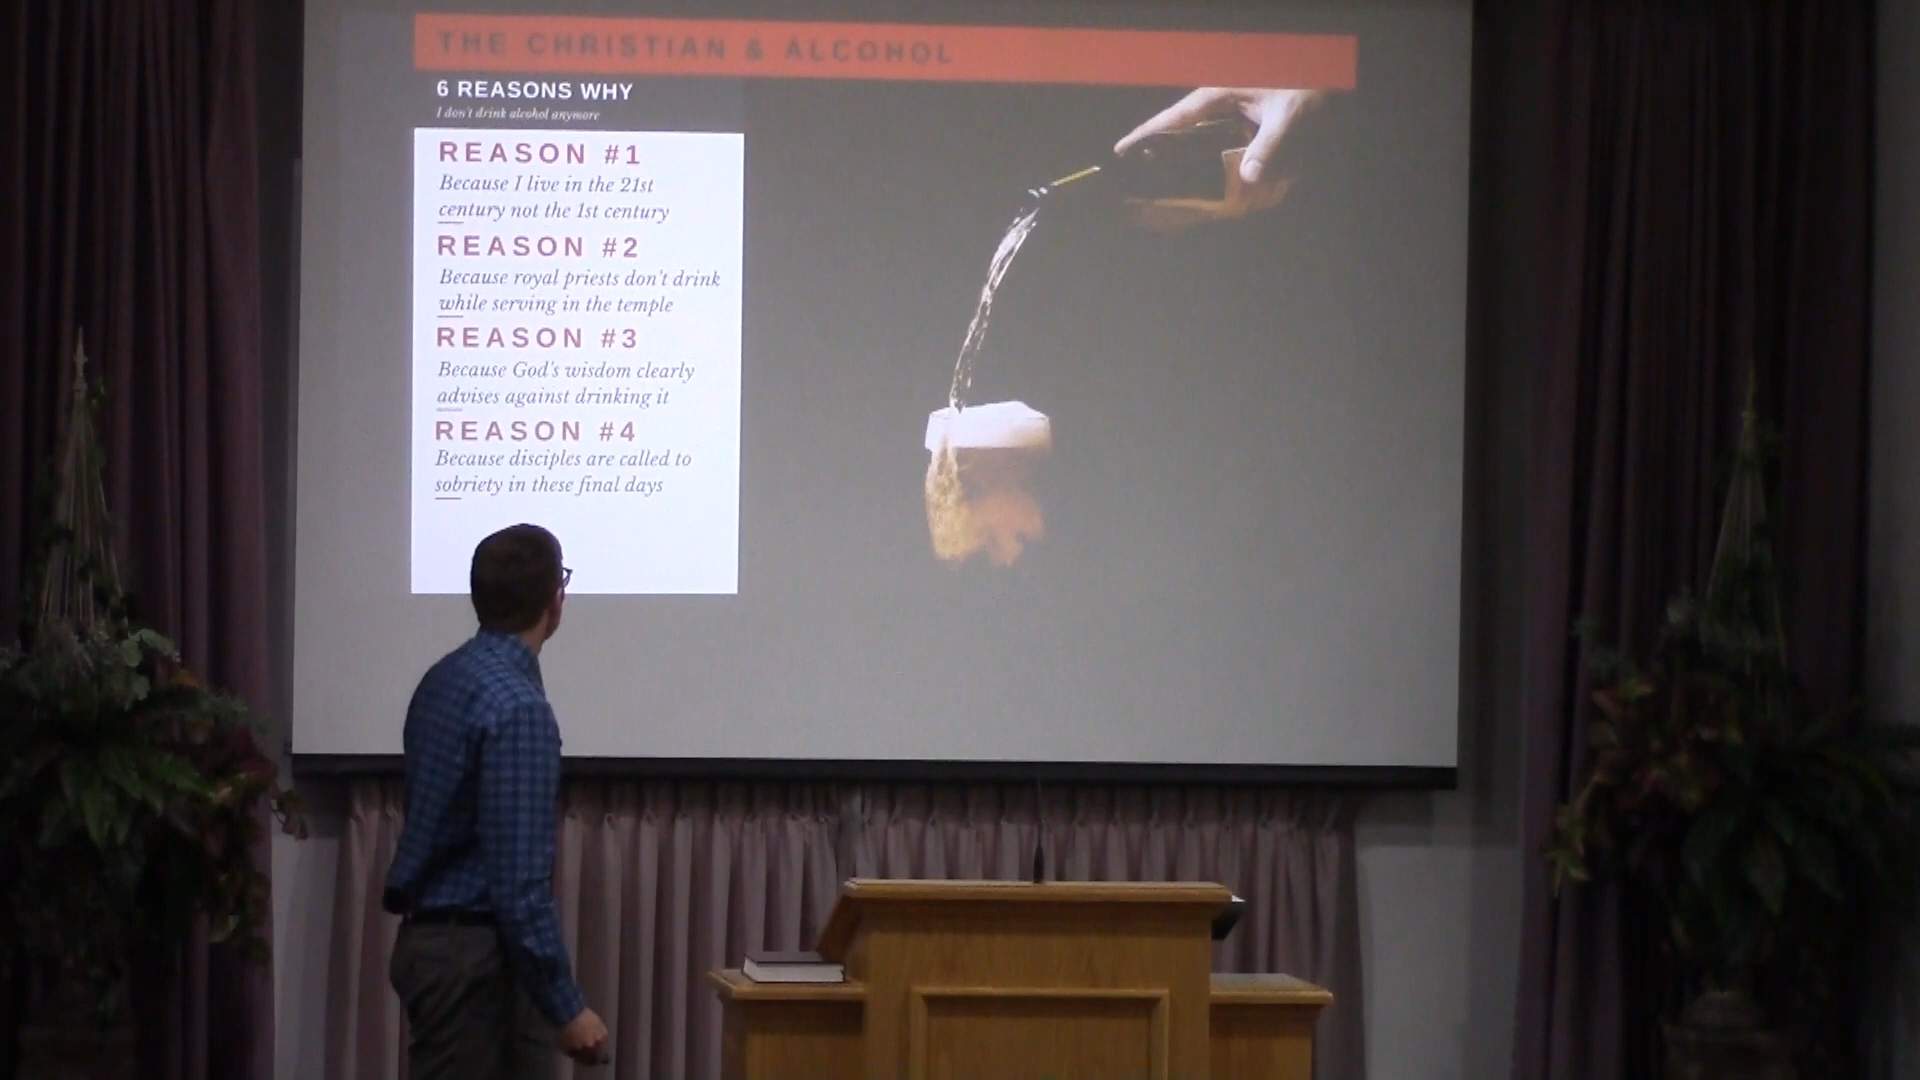 THE CHRISTIAN & ALCOHOL
6 REASONS WHY
I don't drink alcohol anymore
REASON #1
Because I live in the 21st
century not the 1st century
REASON #2
Because royal priests don't drink
while serving in the temple
REASON #3
Because God's wisdom clearly
advises against drinking it
REASON #4
Because disciples are called to
sobriety in these final days